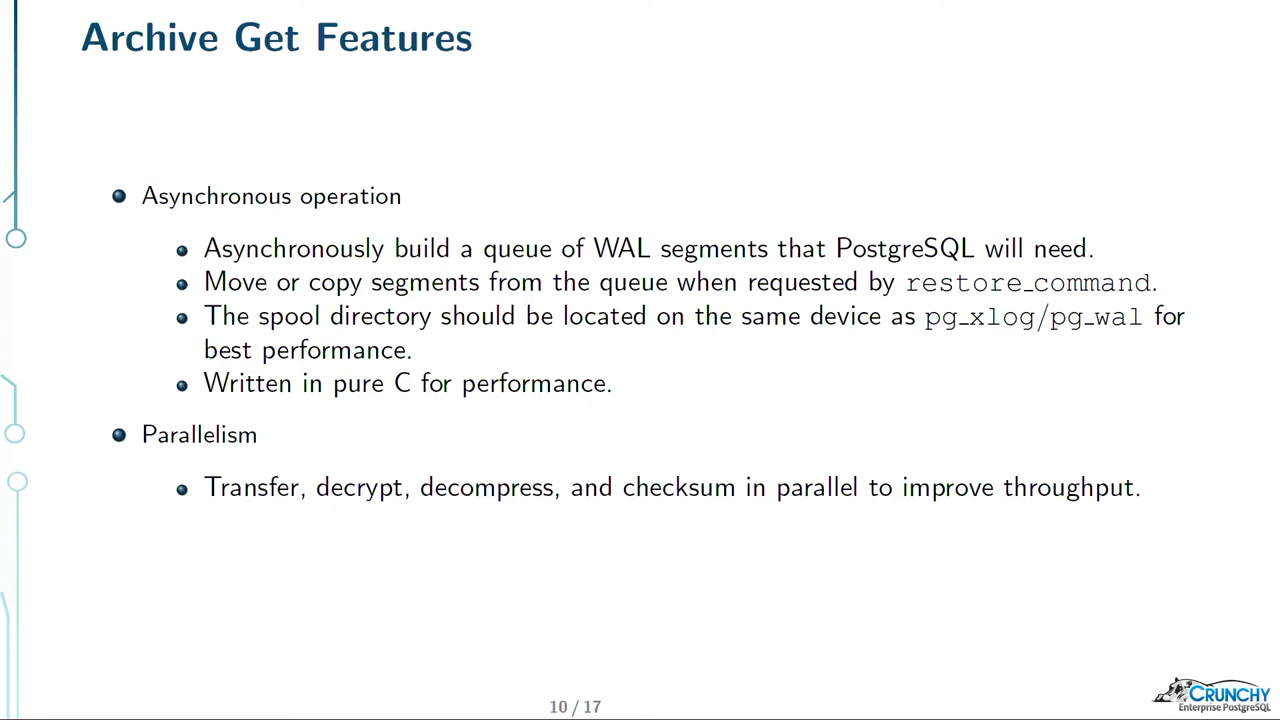 Archive Get Features
Asynchronous operation
Asynchronously build a queue of WAL segments that PostgreSQL will need.
Move or copy segments from the queue when requested by restore_command.
The spool directory should be located on the same device as pg_xlog/pg_wal for
best performance.
Written in pure C for performance.
Parallelism
Transfer, decrypt, decompress, and checksum in parallel to improve throughput.
10 / 17
CRUNCHY
Enterprise PostgreSQL